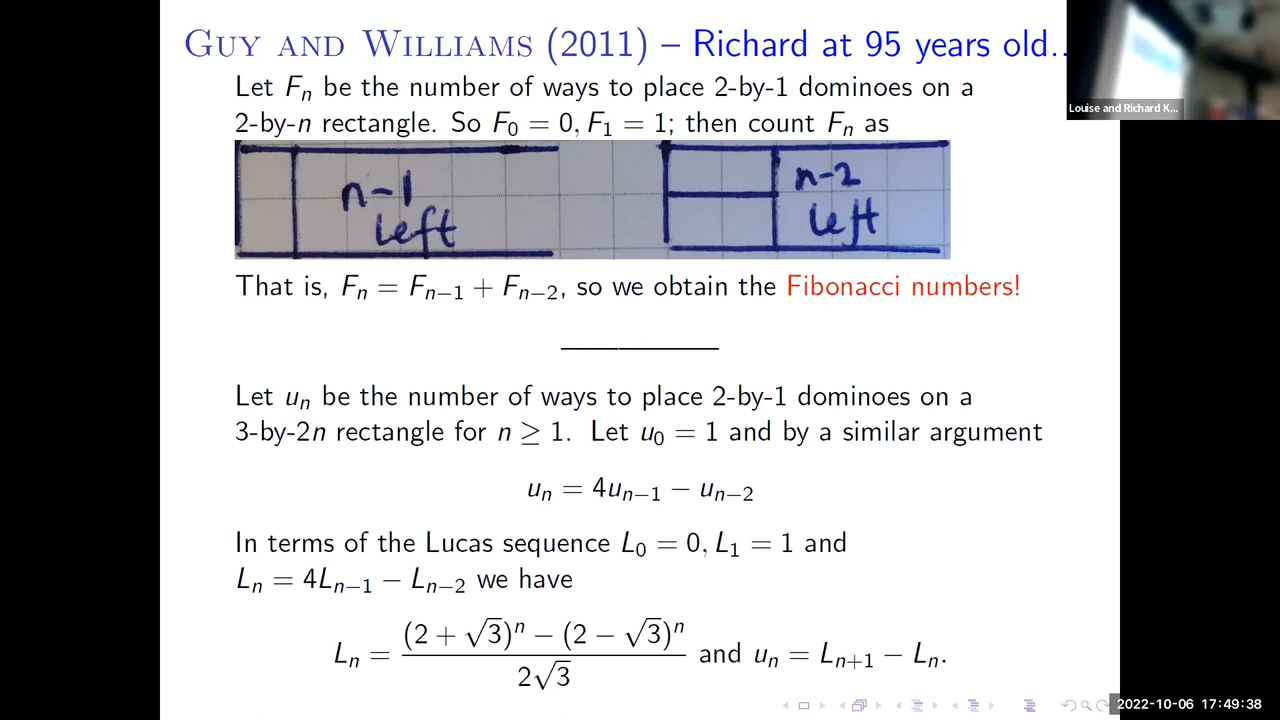 Guy and Williams (2011) – Richard at 95 years old..
Louise and Richard K...
Let Fₙ be the number of ways to place 2-by-1 dominoes on a
2-by-n rectangle. So F₀ = 0, F₁ = 1; then count Fₙ as
n-1 left
n-2 left
That is, Fₙ = Fₙ₋₁ + Fₙ₋₂, so we obtain the Fibonacci numbers!
Let uₙ be the number of ways to place 2-by-1 dominoes on a
3-by-2n rectangle for n ≥ 1. Let u₀ = 1 and by a similar argument
uₙ = 4uₙ₋₁ − uₙ₋₂
In terms of the Lucas sequence L₀ = 0, L₁ = 1 and
Lₙ = 4Lₙ₋₁ − Lₙ₋₂ we have
Lₙ = ((2 + √3)ⁿ − (2 − √3)ⁿ) / 2√3 and uₙ = Lₙ₊₁ − Lₙ.
2022-10-06 17:49:38